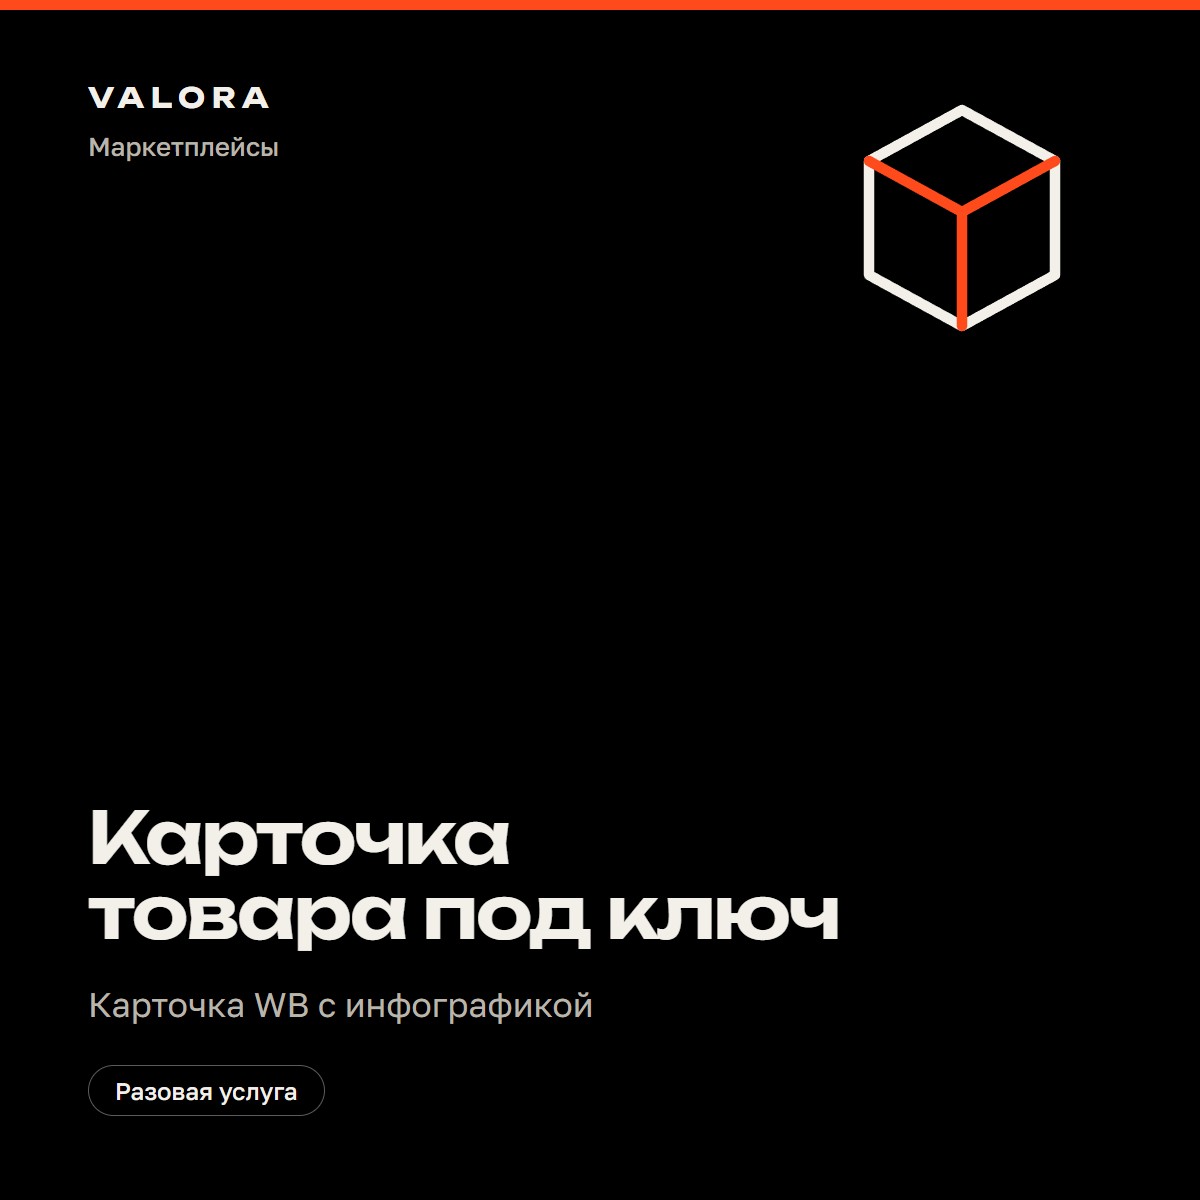 VALORA
Маркетплейсы
Карточка
товара под ключ
Карточка WB с инфографикой
Разовая услуга